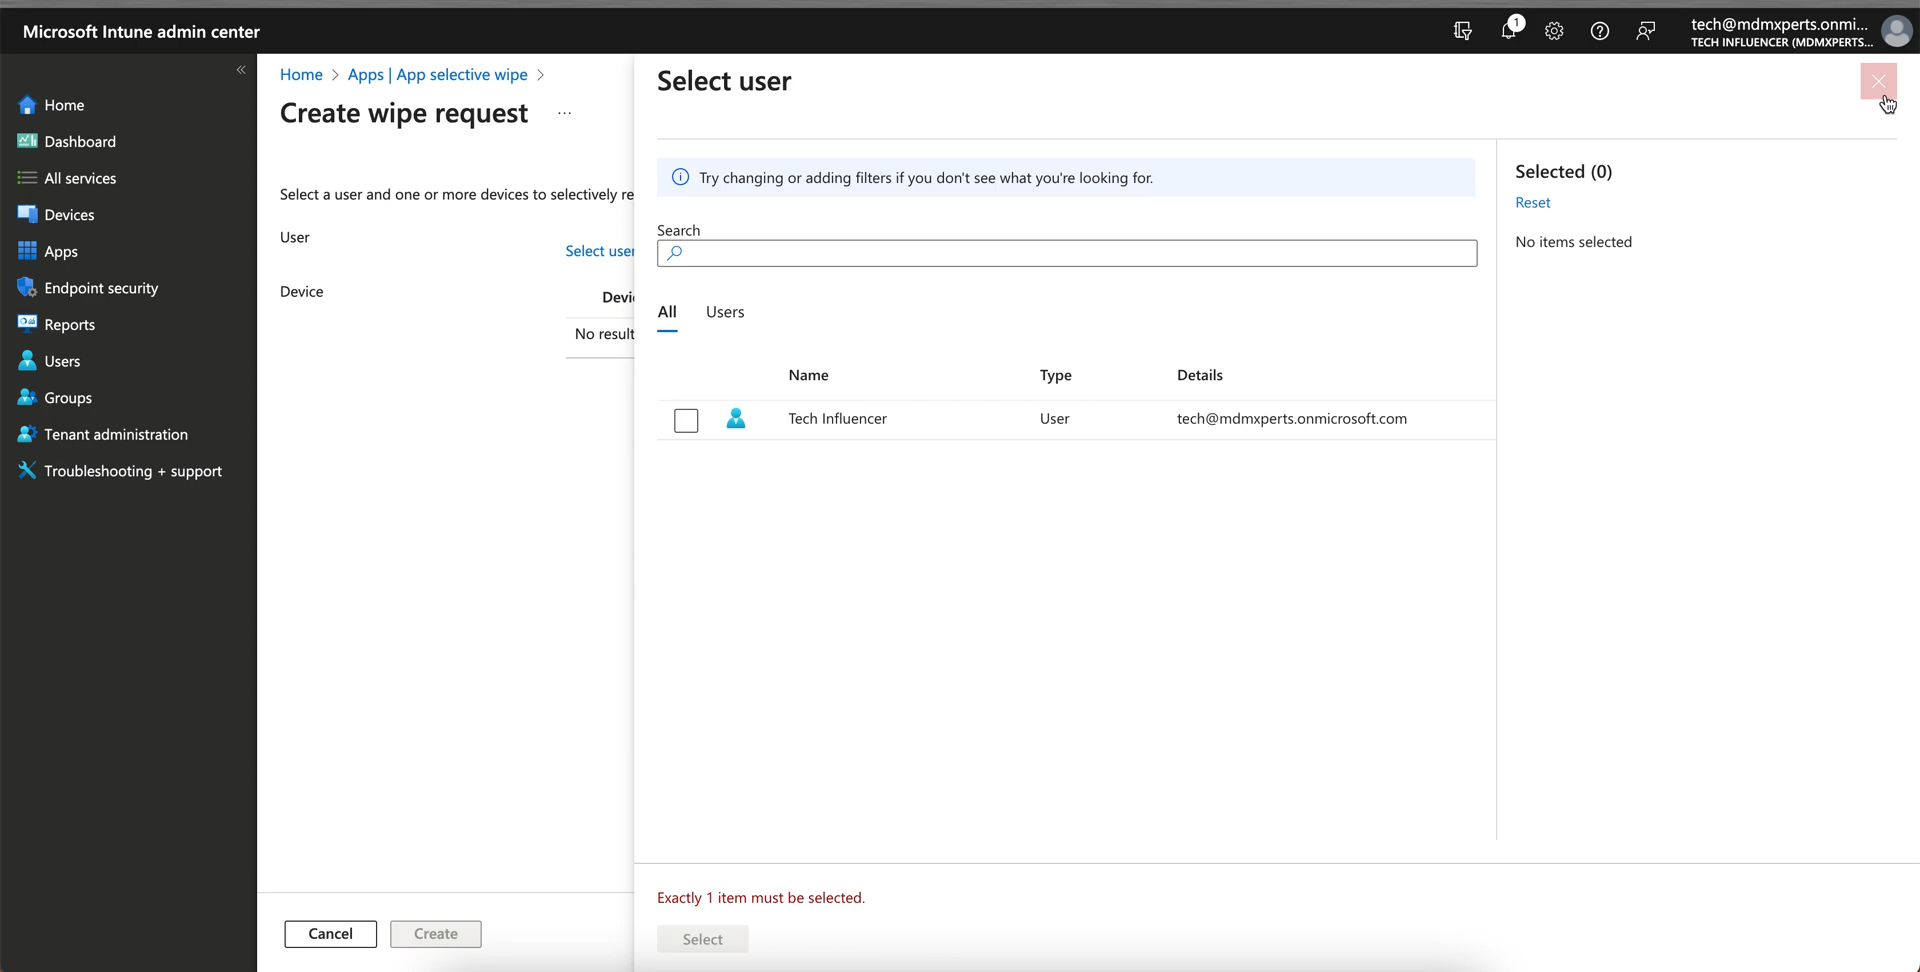 Microsoft Intune admin center
1
tech@mdmxperts.onmi...
TECH INFLUENCER (MDMXPERTS...
«
Home
Dashboard
All services
Devices
Apps
Endpoint security
Reports
Users
Groups
Tenant administration
Troubleshooting + support
Home > Apps | App selective wipe >
Create wipe request ...
Select a user and one or more devices to selectively re
User
Select user
Device
Devi
No result
Cancel
Create
Select user
Try changing or adding filters if you don't see what you're looking for.
Search
All Users
Name Type Details
Tech Influencer User tech@mdmxperts.onmicrosoft.com
Selected (0)
Reset
No items selected
Exactly 1 item must be selected.
Select